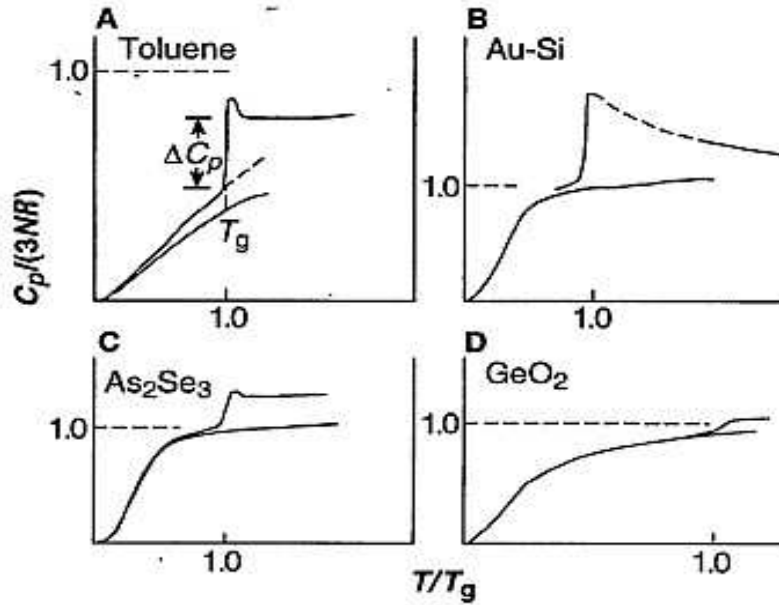 A
Toluene
1.0
ΔCp
Tg
1.0
B
Au-Si
1.0
1.0
Cp/(3NR)
C
As2Se3
1.0
1.0
D
GeO2
1.0
1.0
T/Tg